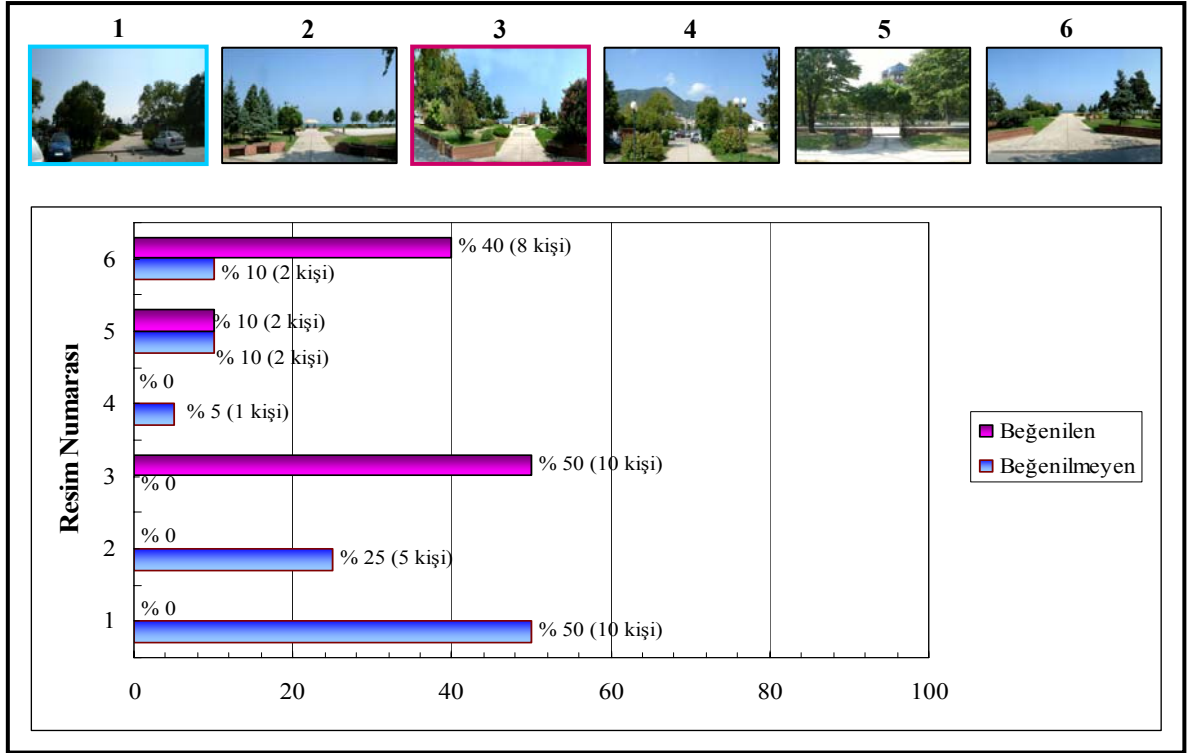 1 2 3 4 5 6
% 40 (8 kişi)
6
% 10 (2 kişi)
% 10 (2 kişi)
5
% 10 (2 kişi)
% 0
4
% 5 (1 kişi)
% 50 (10 kişi)
3
% 0
% 0
2
% 25 (5 kişi)
% 0
1
% 50 (10 kişi)
Resim Numarası
0 20 40 60 80 100
Beğenilen
Beğenilmeyen